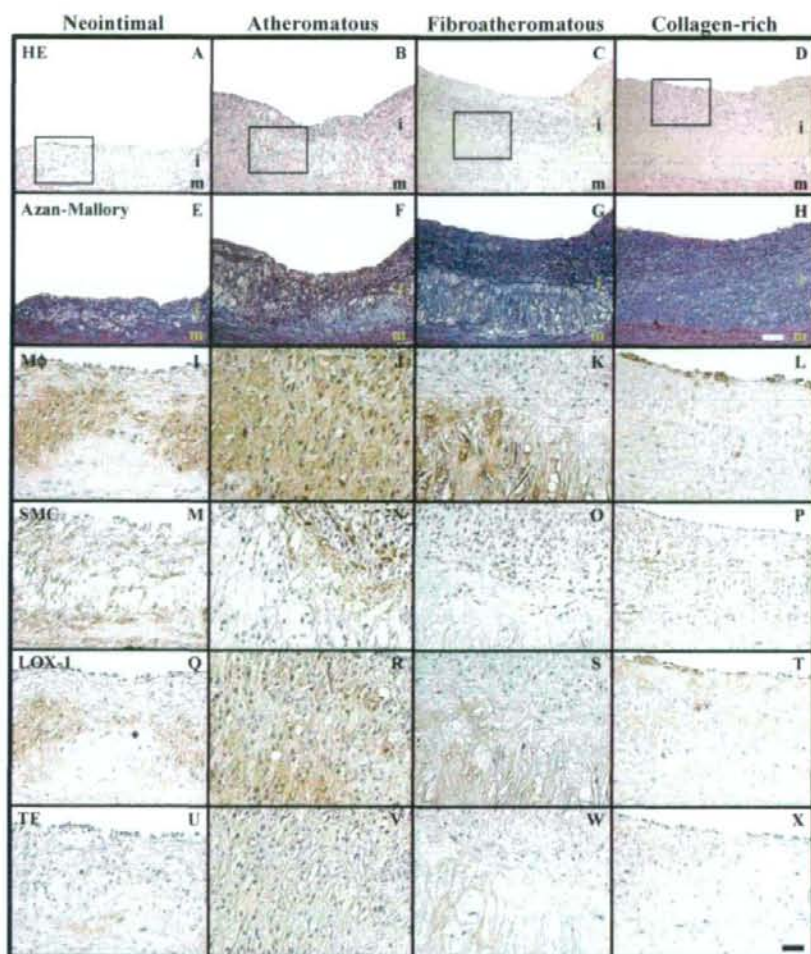 Neointimal Atheromatous Fibroatheromatous Collagen-rich
HE A B C D
i i i i
m m m m
Azan-Mallory E F G H
i i i
m m m m
Mϕ I J K L
SMC M N O P
LOX-1 Q R S T
*
TE U V W X